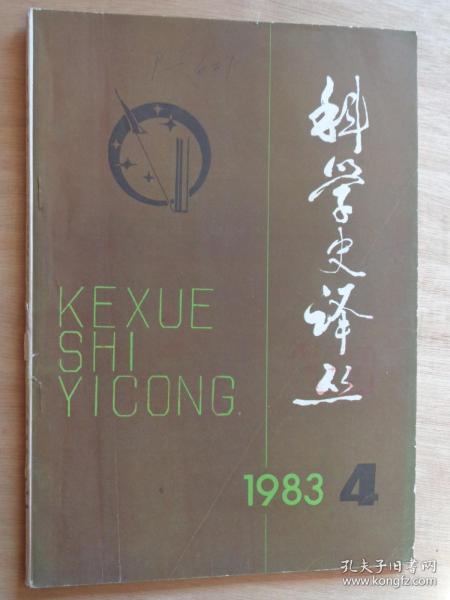 科学史译丛
KEXUE
SHI
YICONG
1983 4
孔夫子旧书网
www.kongfz.com